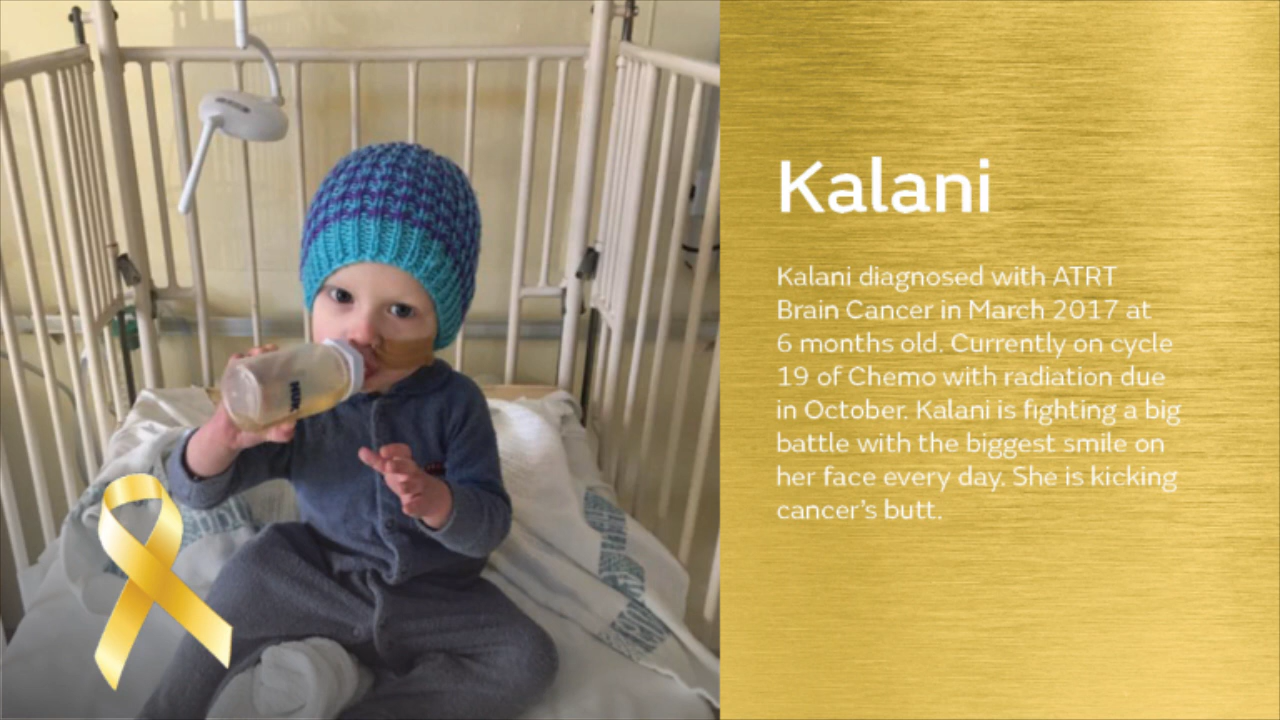 Kalani
Kalani diagnosed with ATRT
Brain Cancer in March 2017 at
6 months old. Currently on cycle
19 of Chemo with radiation due
in October. Kalani is fighting a big
battle with the biggest smile on
her face every day. She is kicking
cancer's butt.